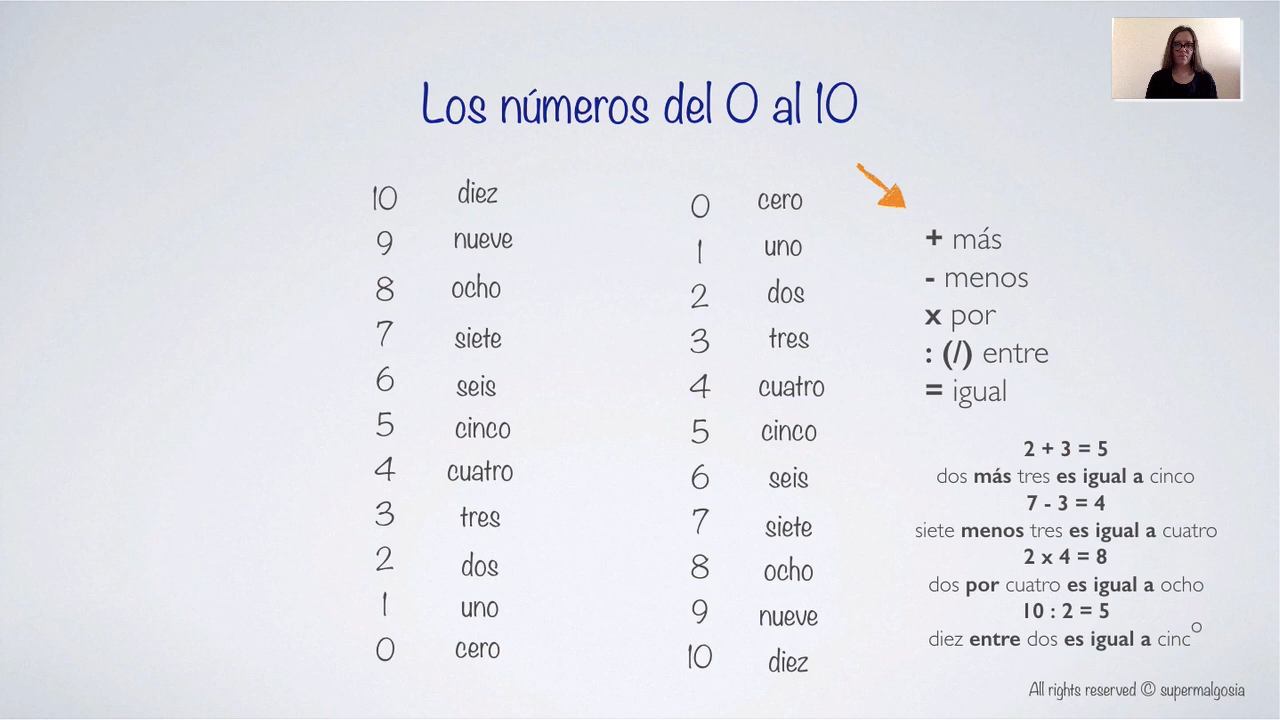 Los números del 0 al 10
10 diez
9 nueve
8 ocho
7 siete
6 seis
5 cinco
4 cuatro
3 tres
2 dos
1 uno
0 cero
0 cero
1 uno
2 dos
3 tres
4 cuatro
5 cinco
6 seis
7 siete
8 ocho
9 nueve
10 diez
+ más
- menos
x por
: (/) entre
= igual
2 + 3 = 5
dos más tres es igual a cinco
7 - 3 = 4
siete menos tres es igual a cuatro
2 x 4 = 8
dos por cuatro es igual a ocho
10 : 2 = 5
diez entre dos es igual a cinco
All rights reserved © supermalgosia